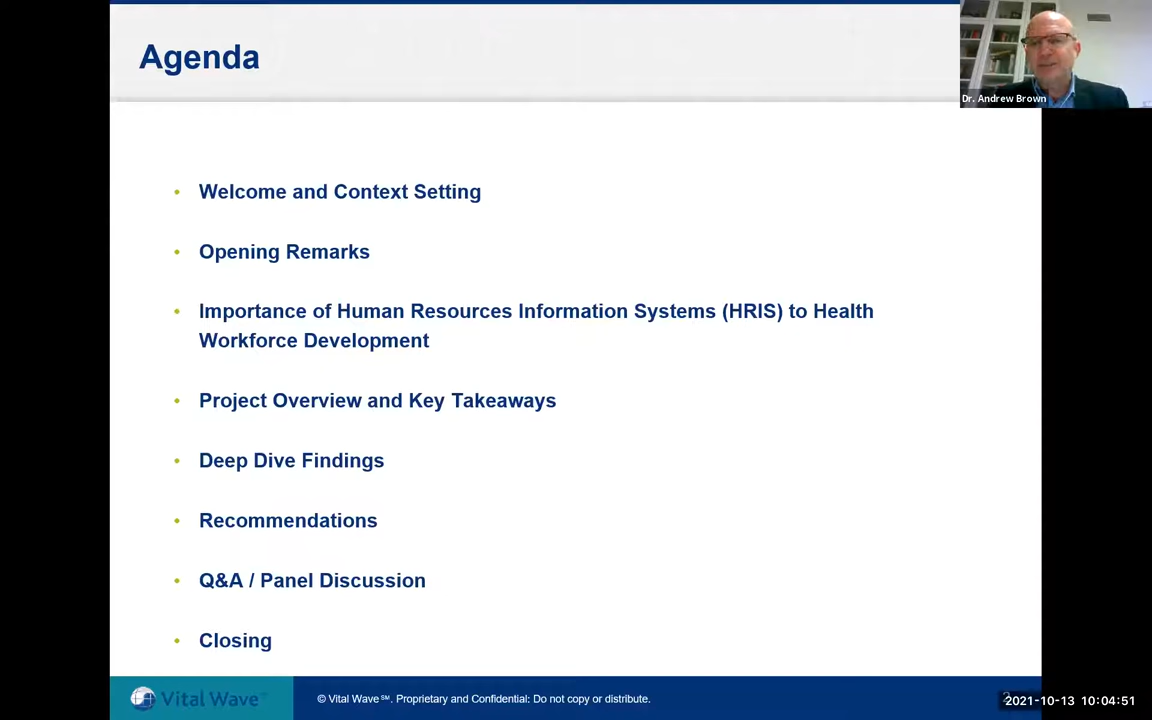 Agenda
Dr. Andrew Brown
• Welcome and Context Setting
• Opening Remarks
• Importance of Human Resources Information Systems (HRIS) to Health
Workforce Development
• Project Overview and Key Takeaways
• Deep Dive Findings
• Recommendations
• Q&A / Panel Discussion
• Closing
Vital Wave
© Vital Wave℠. Proprietary and Confidential: Do not copy or distribute.
2021-10-13 10:04:51